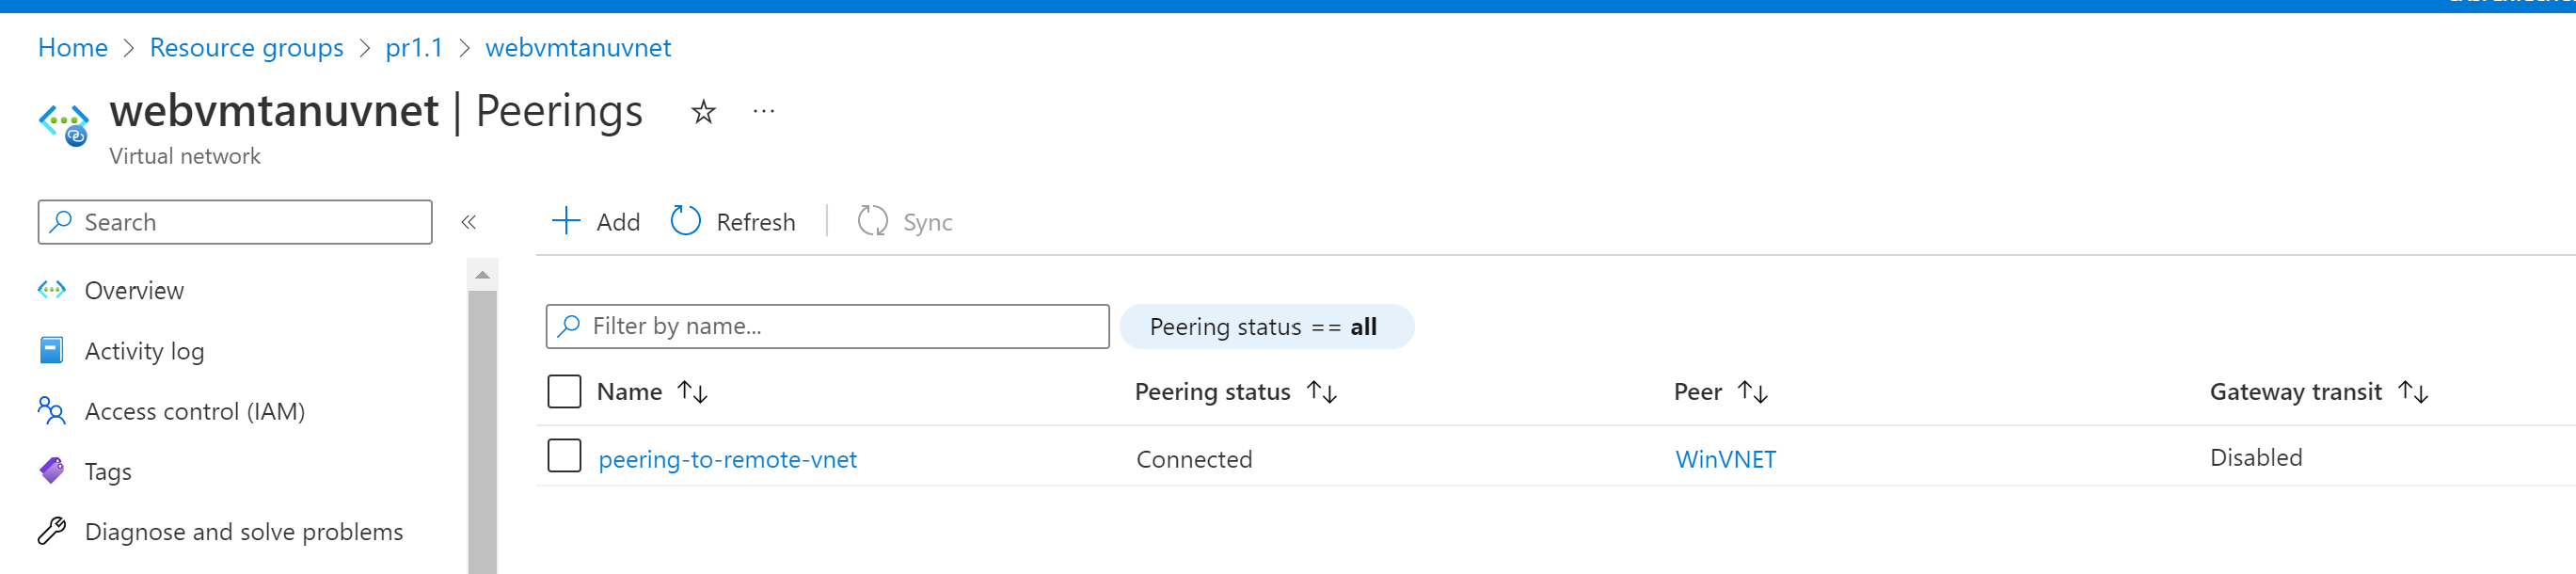 Home > Resource groups > pr1.1 > webvmtanuvnet
webvmtanuvnet | Peerings
Virtual network
Search
Add Refresh Sync
Overview
Activity log
Access control (IAM)
Tags
Diagnose and solve problems
Filter by name...
Peering status == all
Name Peering status Peer Gateway transit
peering-to-remote-vnet Connected WinVNET Disabled